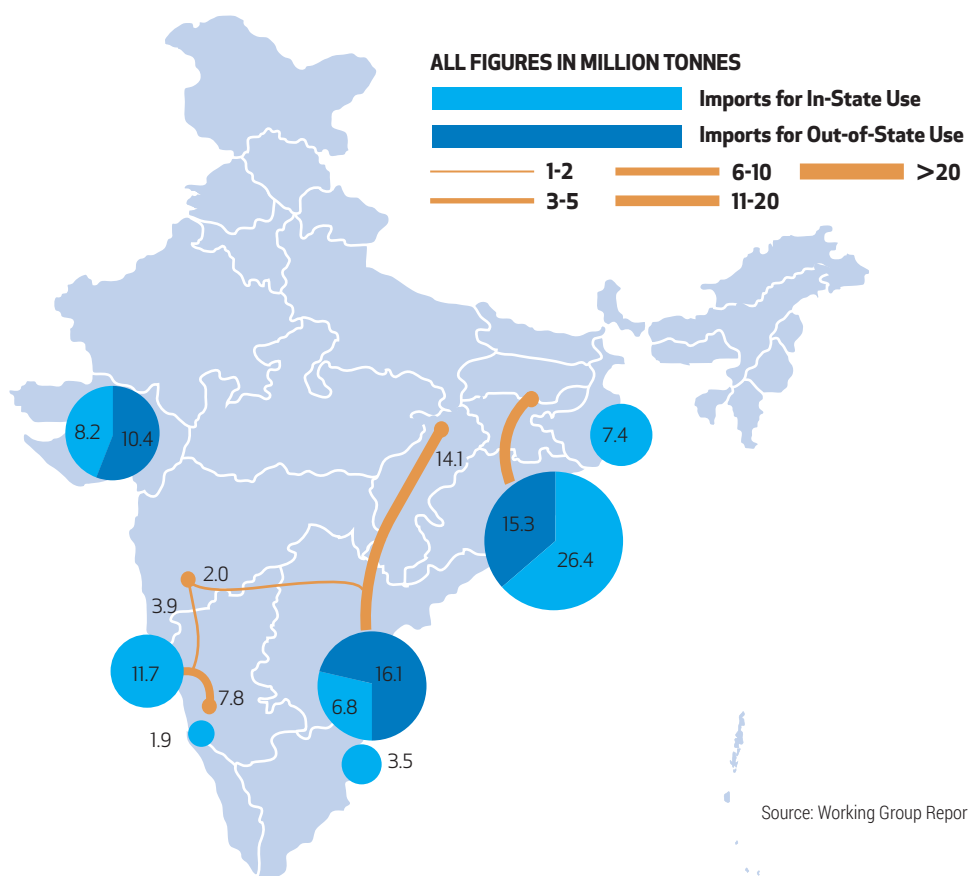 ALL FIGURES IN MILLION TONNES
Imports for In-State Use
Imports for Out-of-State Use
1-2 6-10 >20
3-5 11-20
8.2 10.4
7.4
14.1
15.3
26.4
2.0
3.9
11.7
16.1
6.8
7.8
1.9
3.5
Source: Working Group Repor